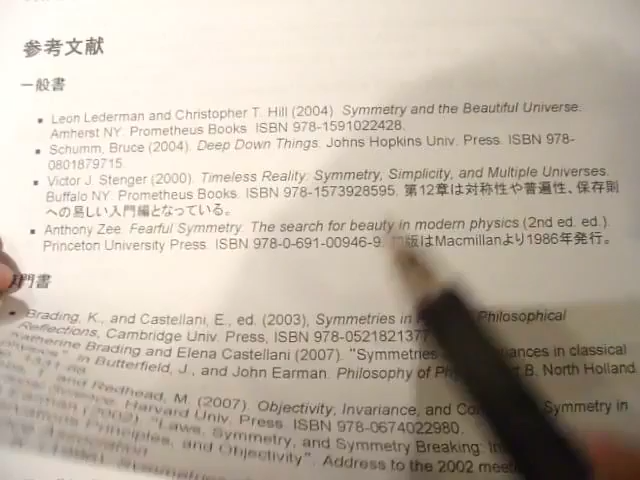 参考文献
一般書
Leon Lederman and Christopher T. Hill (2004) Symmetry and the Beautiful Universe.
Amherst NY. Prometheus Books. ISBN 978-1591022428.
Schumm, Bruce (2004). Deep Down Things. Johns Hopkins Univ. Press. ISBN 978-
0801879715.
Victor J. Stenger (2000). Timeless Reality: Symmetry, Simplicity, and Multiple Universes.
Buffalo NY. Prometheus Books. ISBN 978-1573928595. 第12章は対称性や普遍性、保存則
への易しい入門編となっている。
Anthony Zee. Fearful Symmetry: The search for beauty in modern physics (2nd ed. ed.).
Princeton University Press. ISBN 978-0-691-00946-9. 版はMacmillanより1986年発行。
門書
Brading, K., and Castellani, E., ed. (2003), Symmetries in Philosophical
Reflections, Cambridge Univ. Press, ISBN 978-0521821377
Katherine Brading and Elena Castellani (2007). "Symmetries in classical
in Butterfield, J., and John Earman. Philosophy of B. North Holland.
and Redhead, M. (2007). Objectivity, Invariance, and Symmetry in
Science, Harvard Univ. Press. ISBN 978-0674022980.
(2002). "Laws, Symmetry, and Symmetry Breaking:
Principles, and Objectivity". Address to the 2002